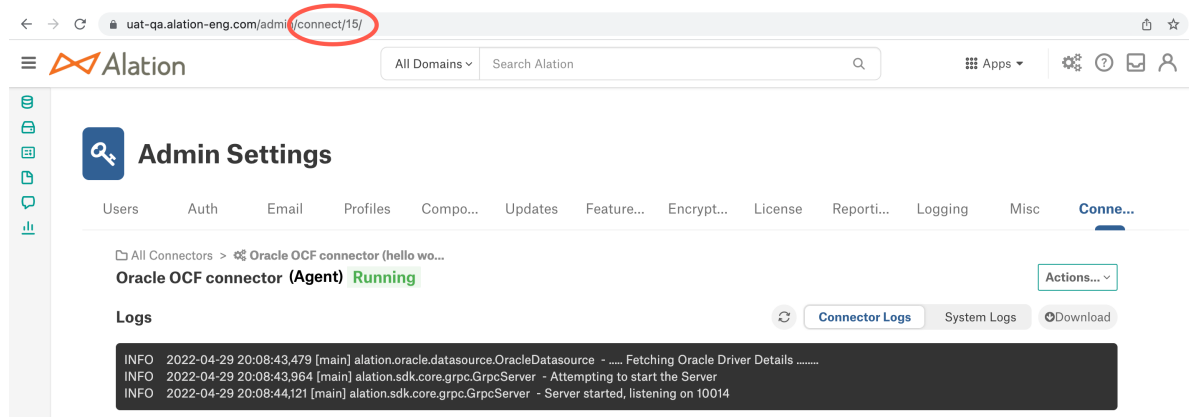 uat-qa.alation-eng.com/admin/connect/15/
Alation
All Domains
Search Alation
Apps
Admin Settings
Users Auth Email Profiles Compo... Updates Feature... Encrypt... License Reporti... Logging Misc Conne...
All Connectors > Oracle OCF connector (hello wo...
Oracle OCF connector (Agent) Running
Actions...
Logs
Connector Logs System Logs Download
INFO 2022-04-29 20:08:43,479 [main] alation.oracle.datasource.OracleDatasource - ..... Fetching Oracle Driver Details ........
INFO 2022-04-29 20:08:43,964 [main] alation.sdk.core.grpc.GrpcServer - Attempting to start the Server
INFO 2022-04-29 20:08:44,121 [main] alation.sdk.core.grpc.GrpcServer - Server started, listening on 10014